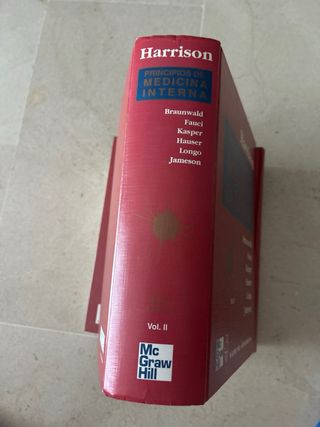 Harrison
PRINCIPIOS DE
MEDICINA
INTERNA
Braunwald
Fauci
Kasper
Hauser
Longo
Jameson
Vol. II
Mc
Graw
Hill